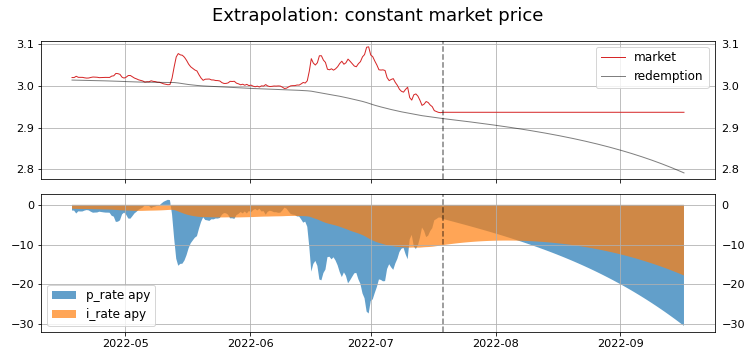 Extrapolation: constant market price
3.1 3.1
market
redemption
3.0 3.0
2.9 2.9
2.8 2.8
0 0
−10 −10
−20 −20
p_rate apy
i_rate apy
−30 −30
2022-05 2022-06 2022-07 2022-08 2022-09